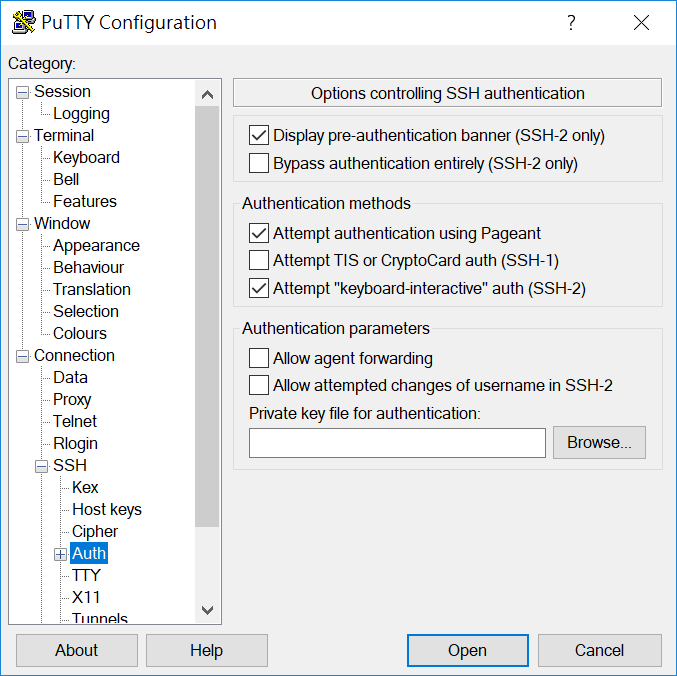 PuTTY Configuration
?
Category:
Session
Logging
Terminal
Keyboard
Bell
Features
Window
Appearance
Behaviour
Translation
Selection
Colours
Connection
Data
Proxy
Telnet
Rlogin
SSH
Kex
Host keys
Cipher
Auth
TTY
X11
Tunnels
Options controlling SSH authentication
Display pre-authentication banner (SSH-2 only)
Bypass authentication entirely (SSH-2 only)
Authentication methods
Attempt authentication using Pageant
Attempt TIS or CryptoCard auth (SSH-1)
Attempt "keyboard-interactive" auth (SSH-2)
Authentication parameters
Allow agent forwarding
Allow attempted changes of username in SSH-2
Private key file for authentication:
Browse...
About
Help
Open
Cancel